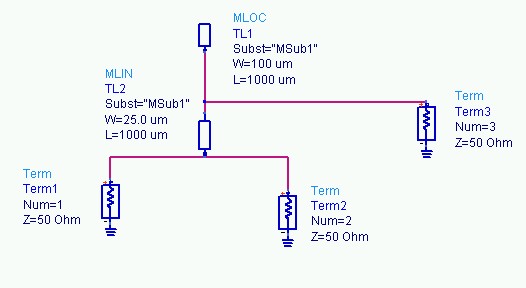 MLOC
TL1
Subst="MSub1"
W=100 um
L=1000 um
MLIN
TL2
Subst="MSub1"
W=25.0 um
L=1000 um
Term
Term3
Num=3
Z=50 Ohm
Term
Term1
Num=1
Z=50 Ohm
Term
Term2
Num=2
Z=50 Ohm